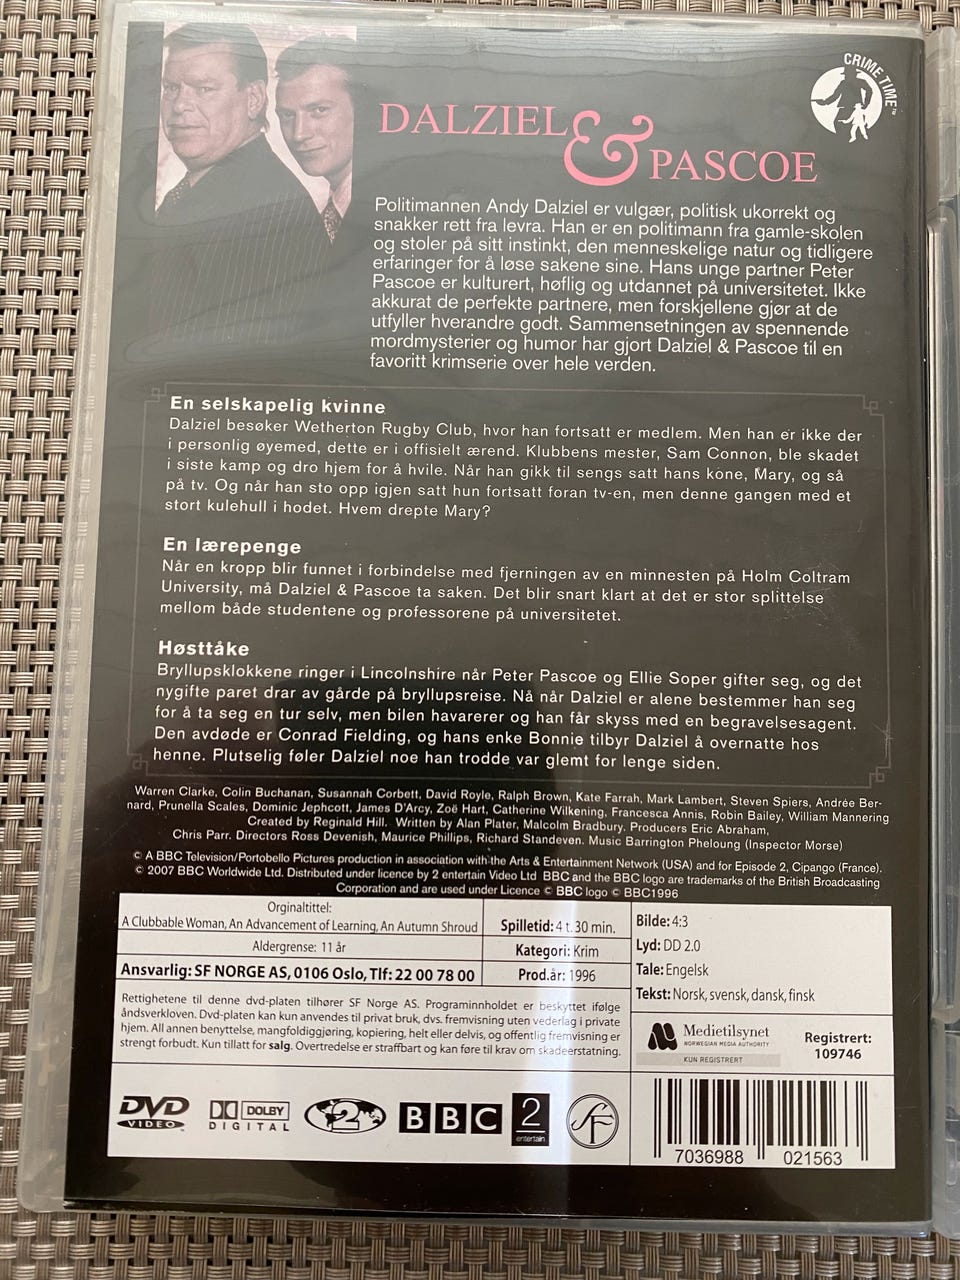 CRIME TIME™
DALZIEL
&
PASCOE
Politimannen Andy Dalziel er vulgær, politisk ukorrekt og
snakker rett fra levra. Han er en politimann fra gamle-skolen
og stoler på sitt instinkt, den menneskelige natur og tidligere
erfaringer for å løse sakene sine. Hans unge partner Peter
Pascoe er kulturert, høflig og utdannet på universitetet. Ikke
akkurat de perfekte partnere, men forskjellene gjør at de
utfyller hverandre godt. Sammensetningen av spennende
mordmysterier og humor har gjort Dalziel & Pascoe til en
favoritt krimserie over hele verden.
En selskapelig kvinne
Dalziel besøker Wetherton Rugby Club, hvor han fortsatt er medlem. Men han er ikke der
i personlig øyemed, dette er i offisielt ærend. Klubbens mester, Sam Connon, ble skadet
i siste kamp og dro hjem for å hvile. Når han gikk til sengs satt hans kone, Mary, og så
på tv. Og når han sto opp igjen satt hun fortsatt foran tv-en, men denne gangen med et
stort kulehull i hodet. Hvem drepte Mary?
En lærepenge
Når en kropp blir funnet i forbindelse med fjerningen av en minnesten på Holm Coltram
University, må Dalziel & Pascoe ta saken. Det blir snart klart at det er stor splittelse
mellom både studentene og professorene på universitetet.
Høsttåke
Bryllupsklokkene ringer i Lincolnshire når Peter Pascoe og Ellie Soper gifter seg, og det
nygifte paret drar av gårde på bryllupsreise. Nå når Dalziel er alene bestemmer han seg
for å ta seg en tur selv, men bilen havarerer og han får skyss med en begravelsesagent.
Den avdøde er Conrad Fielding, og hans enke Bonnie tilbyr Dalziel å overnatte hos
henne. Plutselig føler Dalziel noe han trodde var glemt for lenge siden.
Warren Clarke, Colin Buchanan, Susannah Corbett, David Royle, Ralph Brown, Kate Farrah, Mark Lambert, Steven Spiers, Andrée Ber-
nard, Prunella Scales, Dominic Jephcott, James D'Arcy, Zoë Hart, Catherine Wilkening, Francesca Annis, Robin Bailey, William Mannering
Created by Reginald Hill. Written by Alan Plater, Malcolm Bradbury. Producers Eric Abraham,
Chris Parr. Directors Ross Devenish, Maurice Phillips, Richard Standeven. Music Barrington Pheloung (Inspector Morse)
© A BBC Television/Portobello Pictures production in association with the Arts & Entertainment Network (USA) and for Episode 2, Cipango (France).
© 2007 BBC Worldwide Ltd. Distributed under licence by 2 entertain Video Ltd BBC and the BBC logo are trademarks of the British Broadcasting
Corporation and are used under Licence © BBC logo © BBC1996
Orginaltittel:
A Clubbable Woman, An Advancement of Learning, An Autumn Shroud
Aldergrense: 11 år
Ansvarlig: SF NORGE AS, 0106 Oslo, Tlf: 22 00 78 00
Spilletid: 4 t. 30 min.
Kategori: Krim
Prod.år: 1996
Bilde: 4:3
Lyd: DD 2.0
Tale: Engelsk
Tekst: Norsk, svensk, dansk, finsk
Rettighetene til denne dvd-platen tilhører SF Norge AS. Programinnholdet er beskyttet ifølge
åndsverkloven. Dvd-platen kan kun anvendes til privat bruk, dvs. fremvisning uten vederlag i private
hjem. All annen benyttelse, mangfoldiggjøring, kopiering, helt eller delvis, og offentlig fremvisning er
strengt forbudt. Kun tillatt for salg. Overtredelse er straffbart og kan føre til krav om skadeerstatning.
Medietilsynet
NORWEGIAN MEDIA AUTHORITY
KUN REGISTRERT
Registrert:
109746
DVD
VIDEO
DOLBY
DIGITAL
2
BBC
2
entertain
SF
7036988 021563